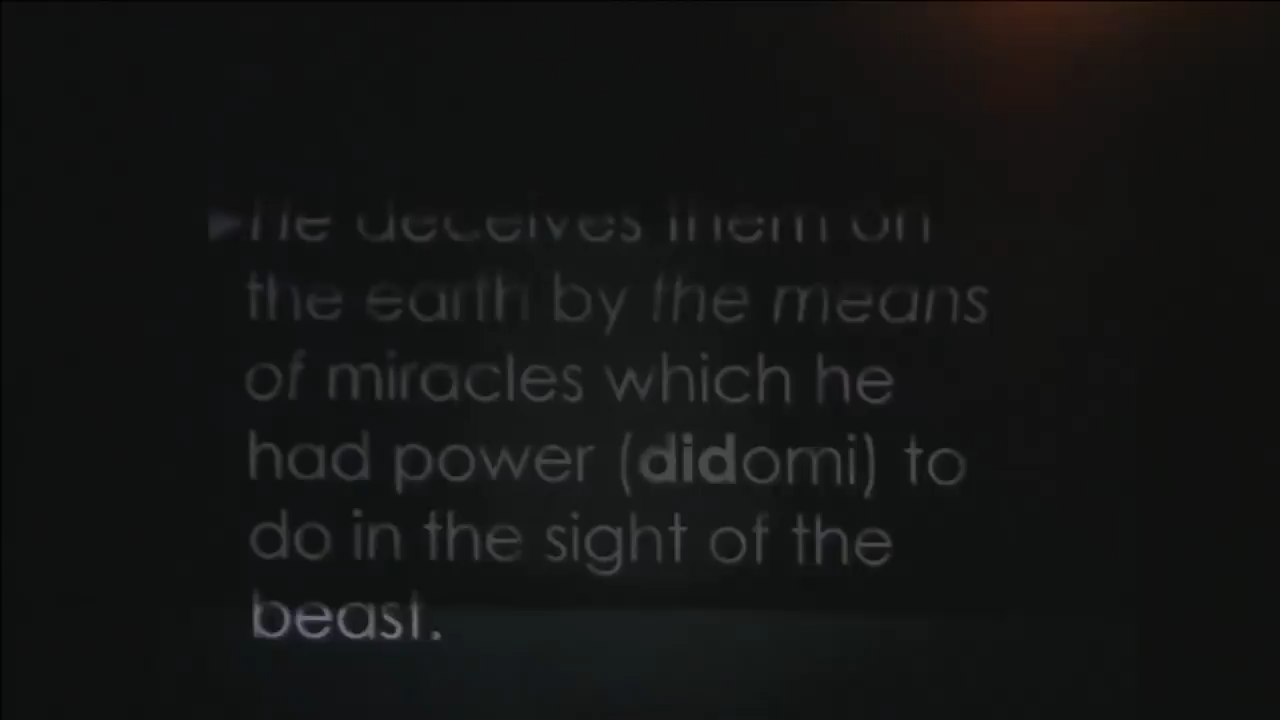 He deceives them on
the earth by the means
of miracles which he
had power (didomi) to
do in the sight of the
beast.